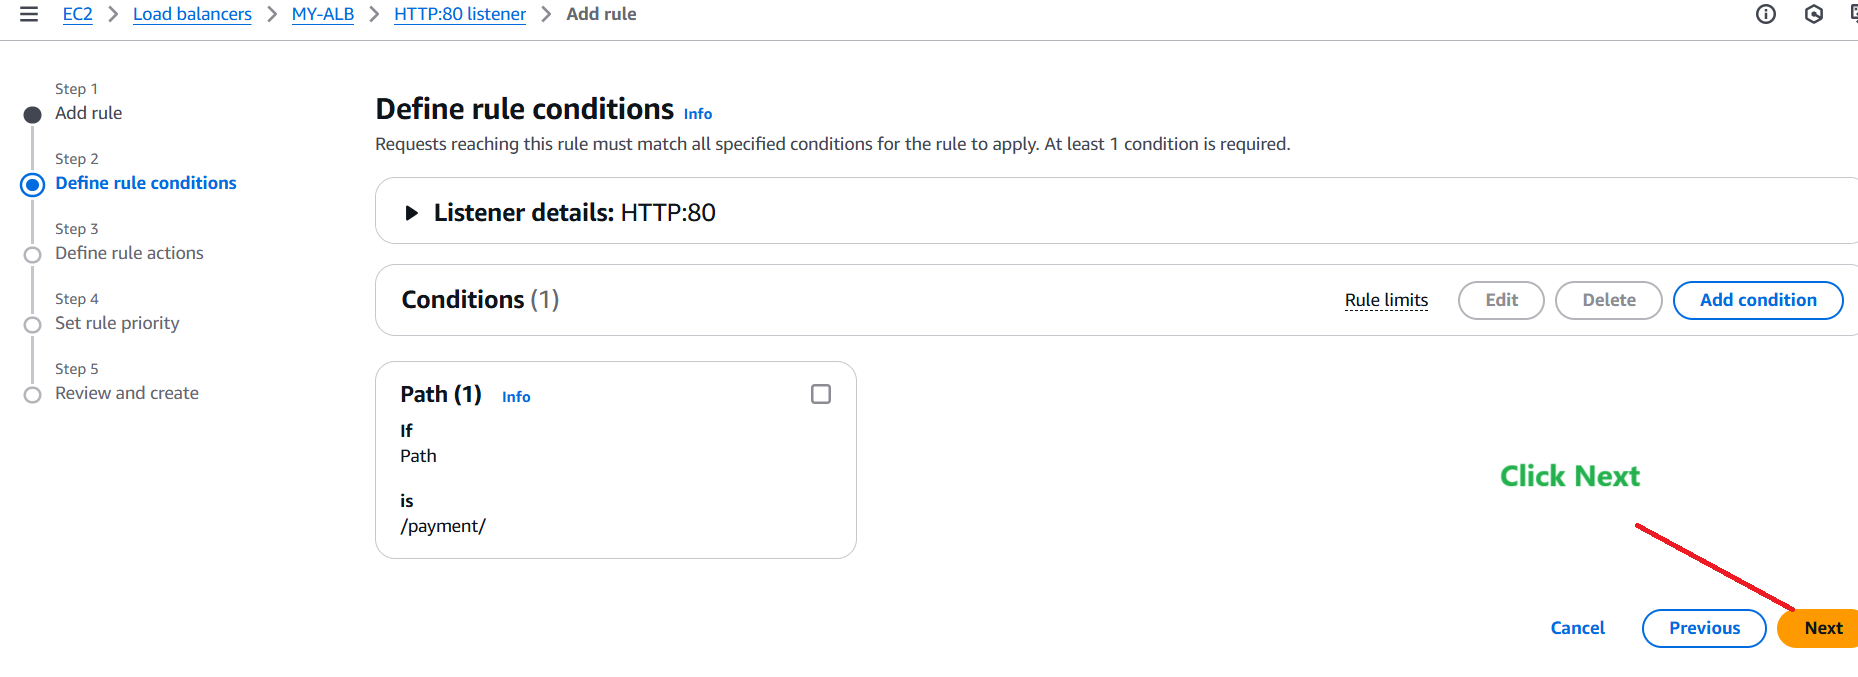 EC2 > Load balancers > MY-ALB > HTTP:80 listener > Add rule
Step 1
Add rule
Step 2
Define rule conditions
Step 3
Define rule actions
Step 4
Set rule priority
Step 5
Review and create
Define rule conditions Info
Requests reaching this rule must match all specified conditions for the rule to apply. At least 1 condition is required.
Listener details: HTTP:80
Conditions (1)
Rule limits Edit Delete Add condition
Path (1) Info
If
Path
is
/payment/
Click Next
Cancel Previous Next